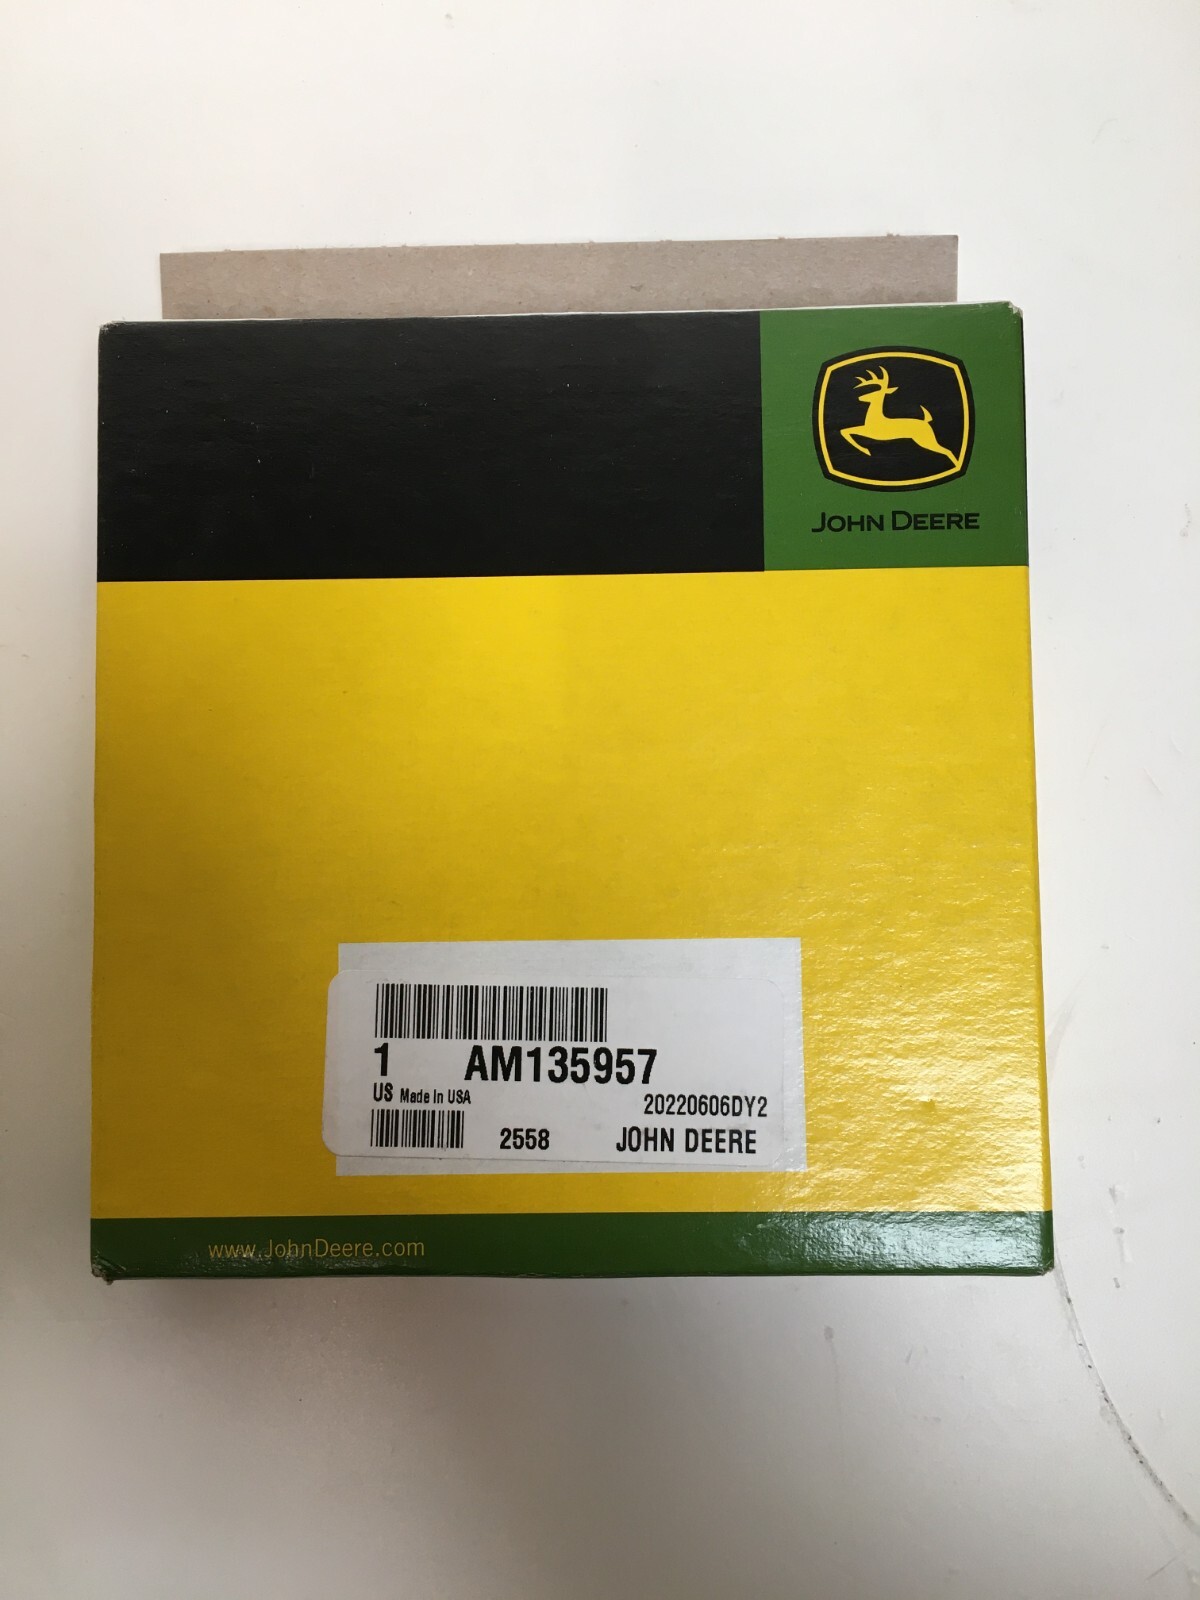 JOHN DEERE
1 AM135957
US Made In USA
20220606DY2
2558 JOHN DEERE
www.JohnDeere.com